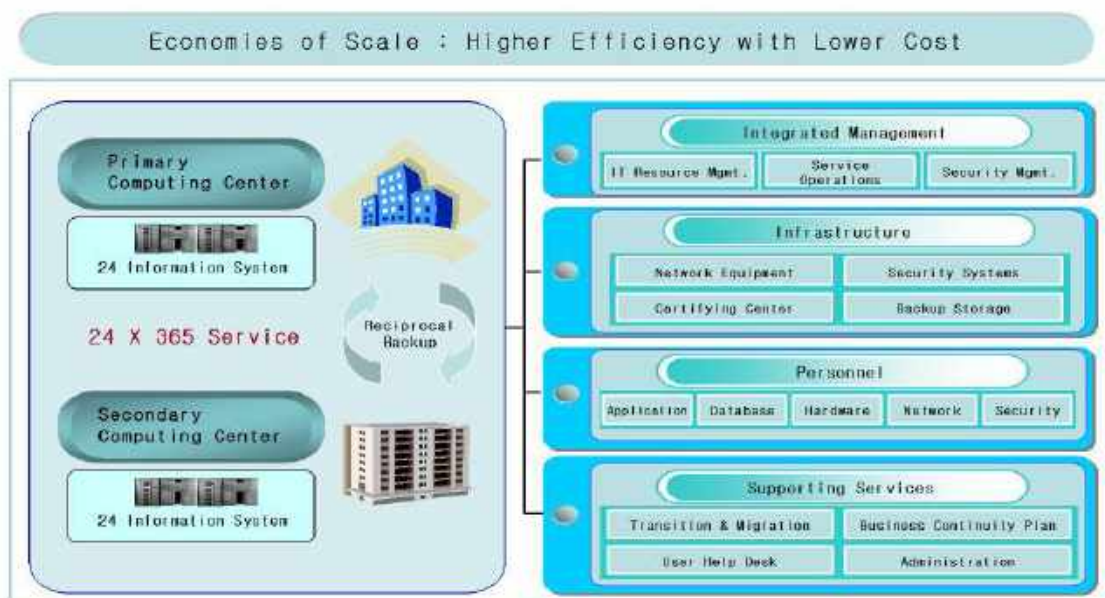 Economies of Scale : Higher Efficiency with Lower Cost
Primary
Computing Center
24 Information System
24 X 365 Service
Reciprocal
Backup
Secondary
Computing Center
24 Information System
Integrated Management
IT Resource Mgmt.
Service
Operations
Security Mgmt.
Infrastructure
Network Equipment
Security Systems
Certifying Center
Backup Storage
Personnel
Application
Database
Hardware
Network
Security
Supporting Services
Transition & Migration
Business Continuity Plan
User Help Desk
Administration